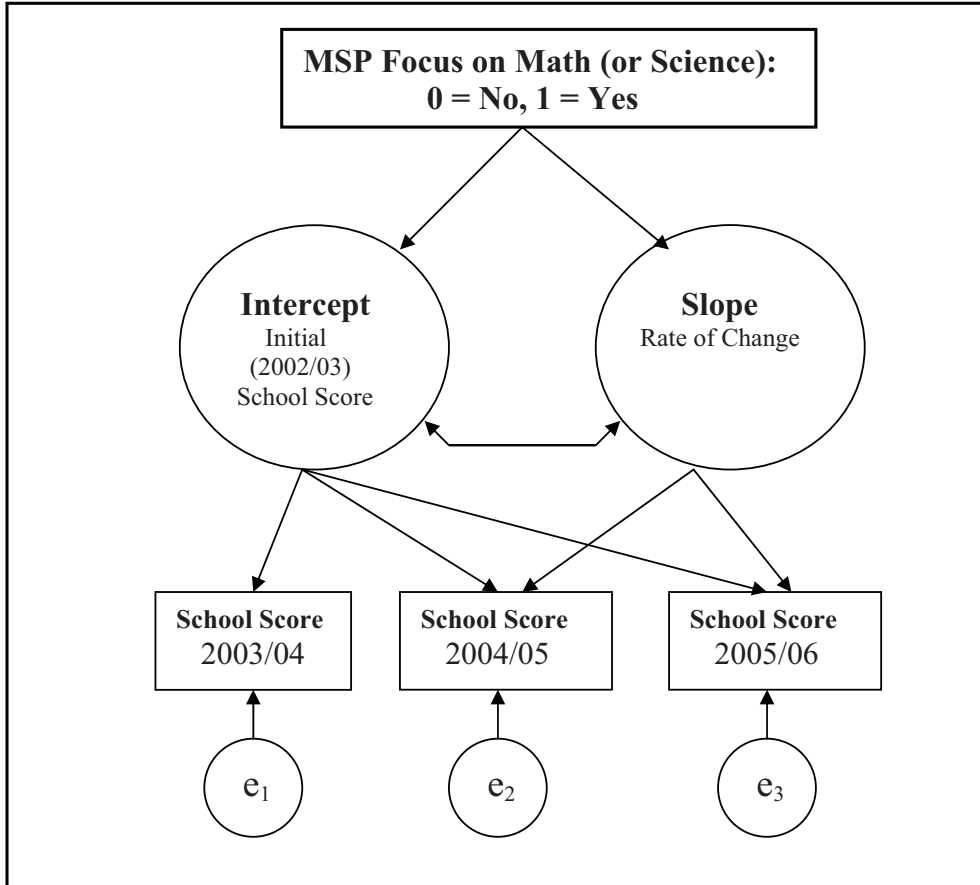 MSP Focus on Math (or Science):
0 = No, 1 = Yes
Intercept
Initial
(2002/03)
School Score
Slope
Rate of Change
School Score
2003/04
School Score
2004/05
School Score
2005/06
e1
e2
e3